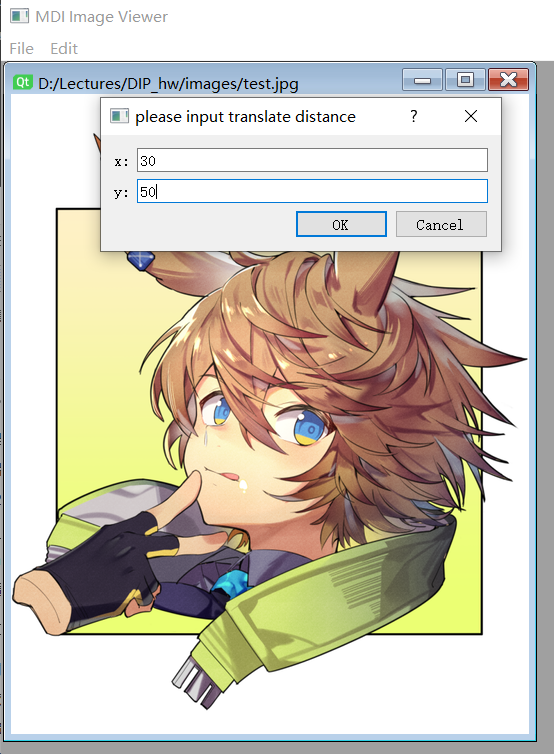 MDI Image Viewer
File Edit
Qt D:/Lectures/DIP_hw/images/test.jpg
please input translate distance ?
x: 30
y: 50
OK Cancel